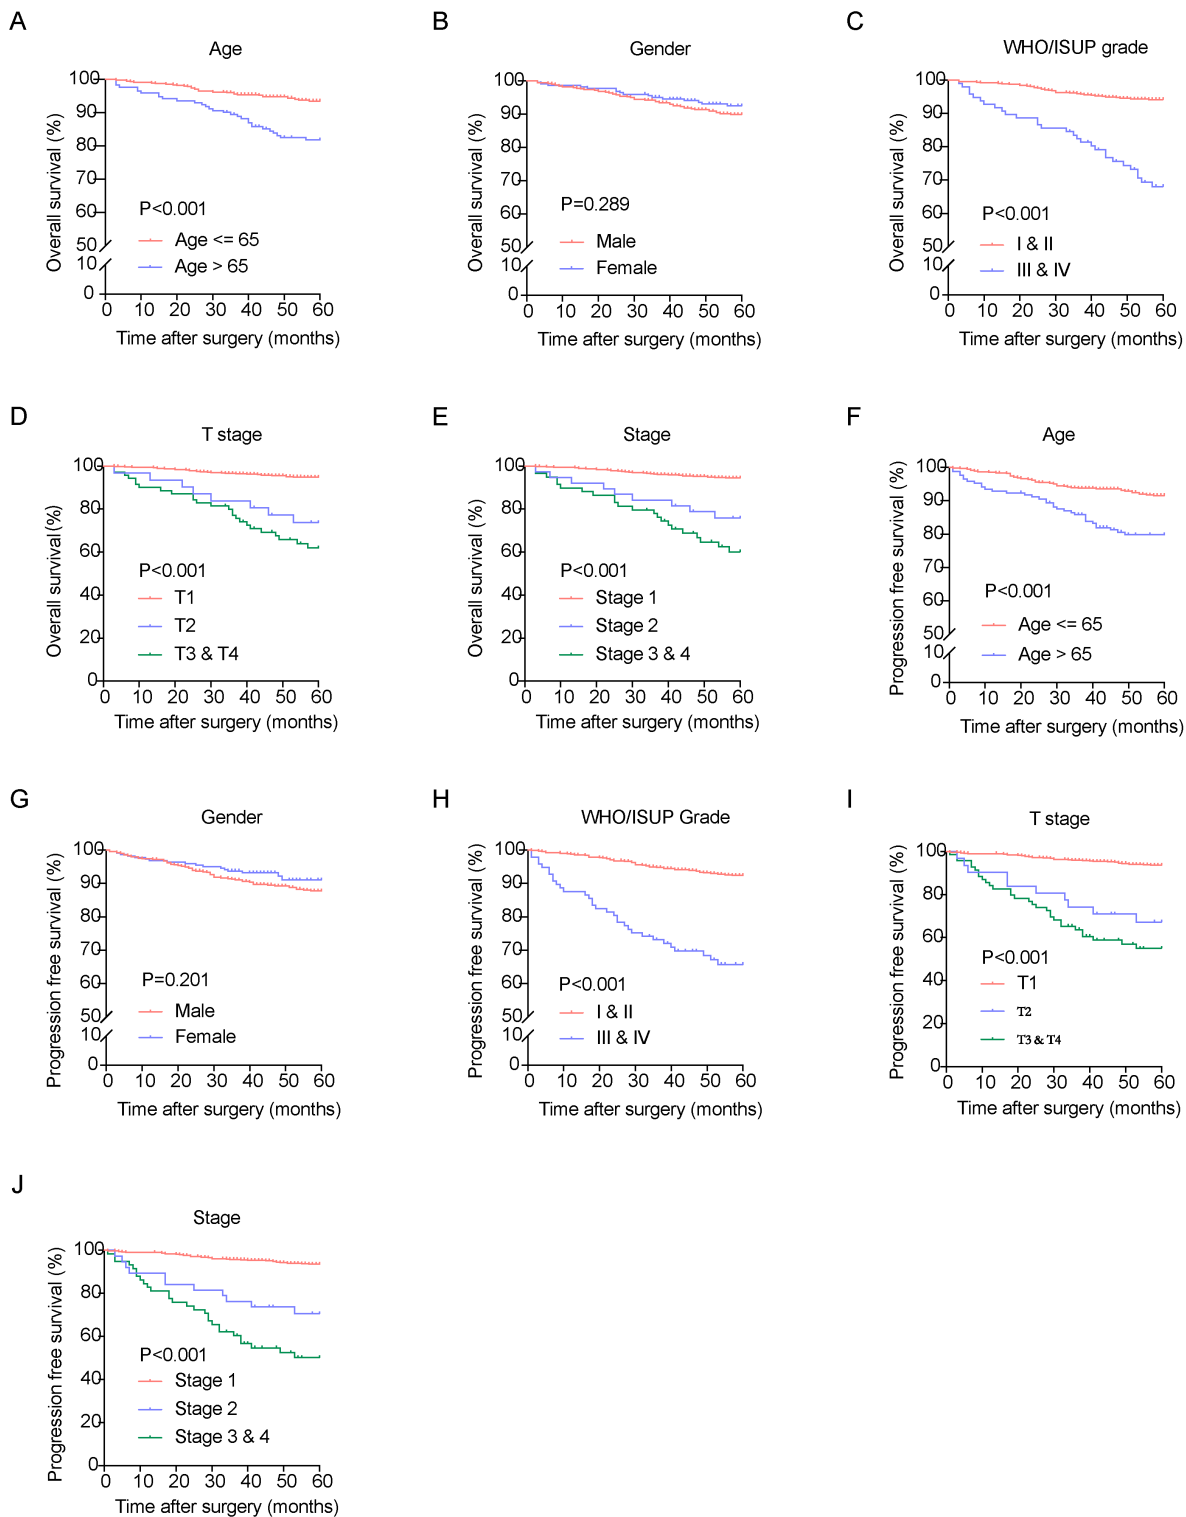 A
Age
Overall survival (%)
100
90
80
70
60
50
10
0
P<0.001
Age <= 65
Age > 65
0 10 20 30 40 50 60
Time after surgery (months)
B
Gender
Overall survival (%)
100
90
80
70
60
50
10
0
P=0.289
Male
Female
0 10 20 30 40 50 60
Time after surgery (months)
C
WHO/ISUP grade
Overall survival (%)
100
90
80
70
60
50
10
0
P<0.001
I & II
III & IV
0 10 20 30 40 50 60
Time after surgery (months)
D
T stage
Overall survival(%)
100
80
60
40
20
0
P<0.001
T1
T2
T3 & T4
0 10 20 30 40 50 60
Time after surgery (months)
E
Stage
Overall survival (%)
100
80
60
40
20
0
P<0.001
Stage 1
Stage 2
Stage 3 & 4
0 10 20 30 40 50 60
Time after surgery (months)
F
Age
Progression free survival (%)
100
90
80
70
60
50
10
0
P<0.001
Age <= 65
Age > 65
0 10 20 30 40 50 60
Time after surgery (months)
G
Gender
Progression free survival (%)
100
90
80
70
60
50
10
0
P=0.201
Male
Female
0 10 20 30 40 50 60
Time after surgery (months)
H
WHO/ISUP Grade
Progression free survival (%)
100
90
80
70
60
50
10
0
P<0.001
I & II
III & IV
0 10 20 30 40 50 60
Time after surgery (months)
I
T stage
Progression free survival (%)
100
80
60
40
20
0
P<0.001
T1
T2
T3 & T4
0 10 20 30 40 50 60
Time after surgery (months)
J
Stage
Progression free survival (%)
100
80
60
40
20
0
P<0.001
Stage 1
Stage 2
Stage 3 & 4
0 10 20 30 40 50 60
Time after surgery (months)